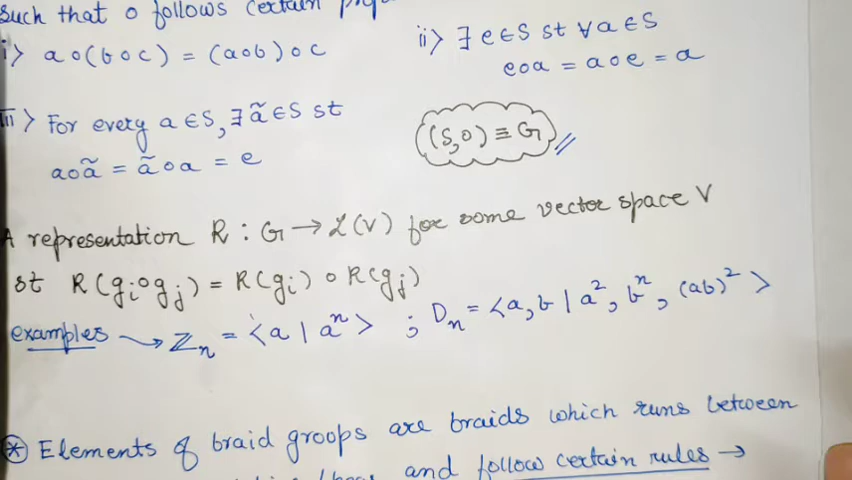 such that o follows certain
i> a o (b o c) = (a o b) o c
ii> ∃ e ∈ S st ∀ a ∈ S
e o a = a o e = a
iii> For every a ∈ S, ∃ ã ∈ S st
a o ã = ã o a = e
(S, o) ≡ G
A representation R : G → L(V) for some vector space V
st R(gᵢ o gⱼ) = R(gᵢ) o R(gⱼ)
examples → ℤₙ = <a | aⁿ> ; Dₙ = <a, b | a², bⁿ, (ab)²>
* Elements of braid groops are braids which runs between
and follow certain rules →